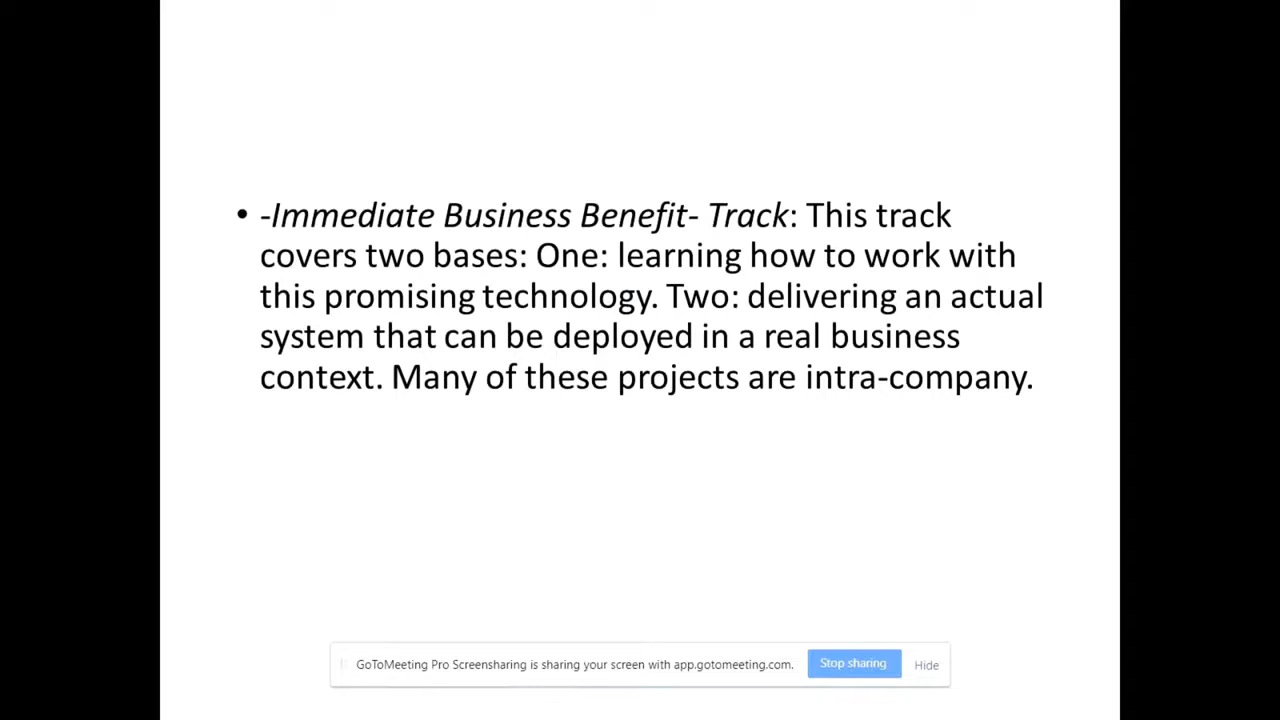 • -Immediate Business Benefit- Track: This track
covers two bases: One: learning how to work with
this promising technology. Two: delivering an actual
system that can be deployed in a real business
context. Many of these projects are intra-company.
GoToMeeting Pro Screensharing is sharing your screen with app.gotomeeting.com. Stop sharing Hide